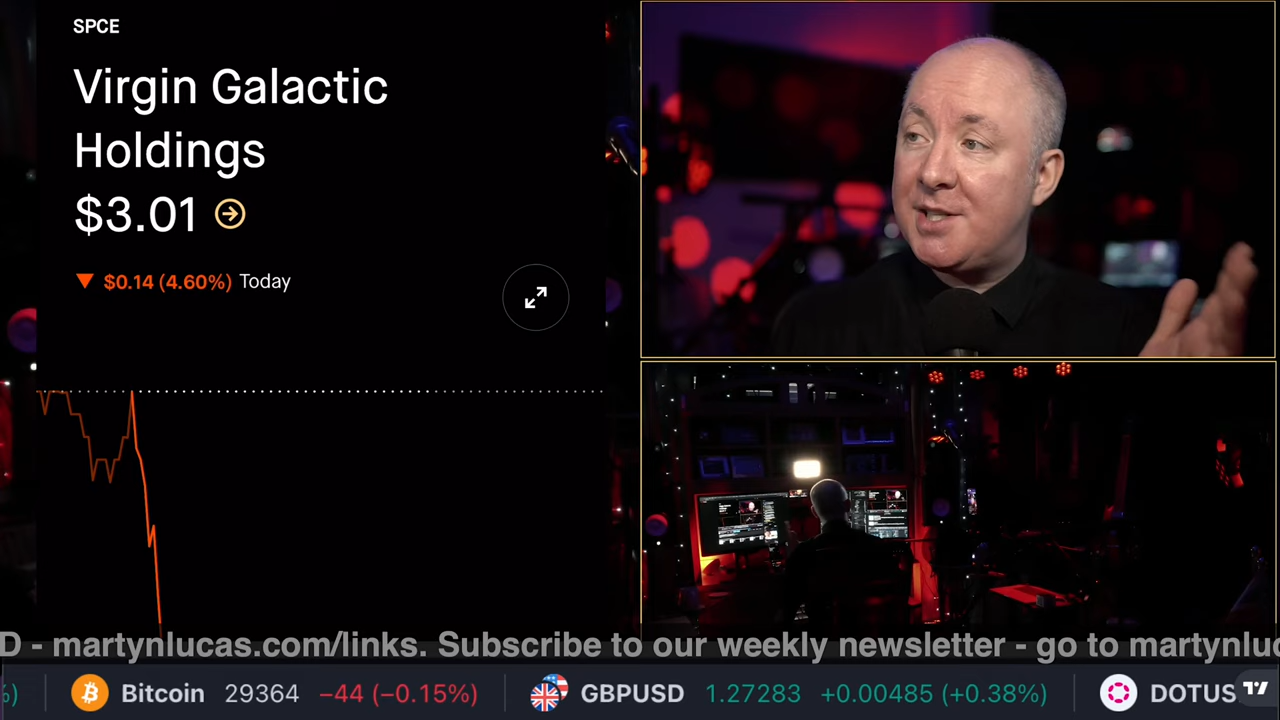 SPCE
Virgin Galactic
Holdings
$3.01
$0.14 (4.60%) Today
D - martynlucas.com/links. Subscribe to our weekly newsletter - go to martynluc
%) Bitcoin 29364 −44 (−0.15%) GBPUSD 1.27283 +0.00485 (+0.38%) DOTUS